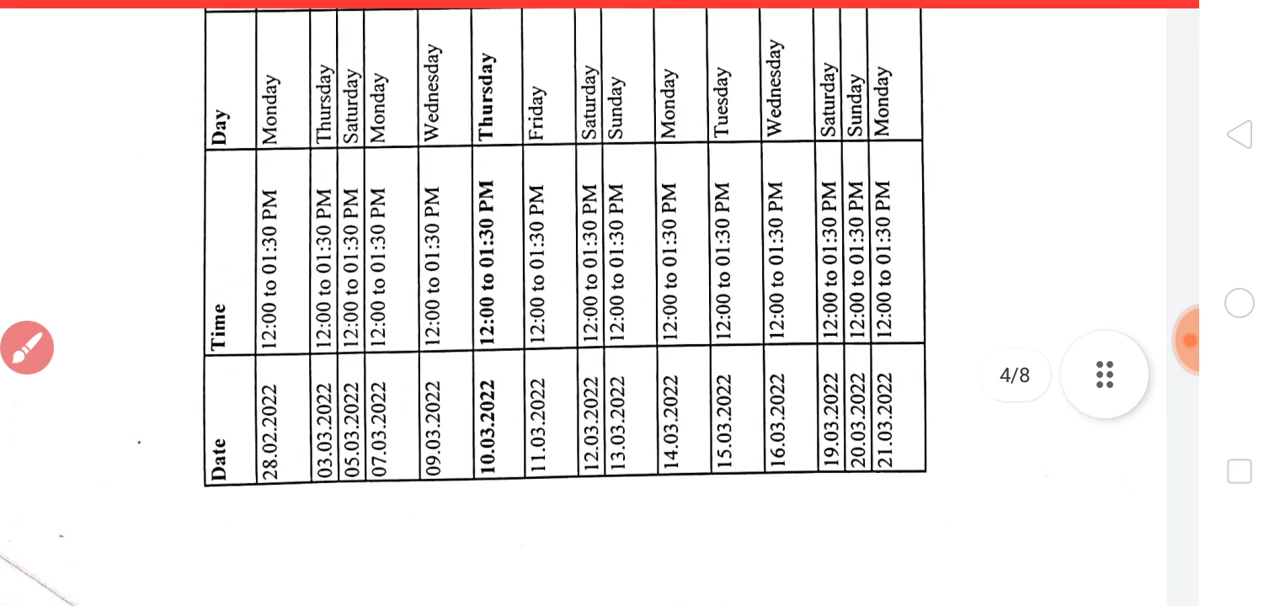 Date Time Day
28.02.2022 12:00 to 01:30 PM Monday
03.03.2022 12:00 to 01:30 PM Thursday
05.03.2022 12:00 to 01:30 PM Saturday
07.03.2022 12:00 to 01:30 PM Monday
09.03.2022 12:00 to 01:30 PM Wednesday
10.03.2022 12:00 to 01:30 PM Thursday
11.03.2022 12:00 to 01:30 PM Friday
12.03.2022 12:00 to 01:30 PM Saturday
13.03.2022 12:00 to 01:30 PM Sunday
14.03.2022 12:00 to 01:30 PM Monday
15.03.2022 12:00 to 01:30 PM Tuesday
16.03.2022 12:00 to 01:30 PM Wednesday
19.03.2022 12:00 to 01:30 PM Saturday
20.03.2022 12:00 to 01:30 PM Sunday
21.03.2022 12:00 to 01:30 PM Monday
4/8